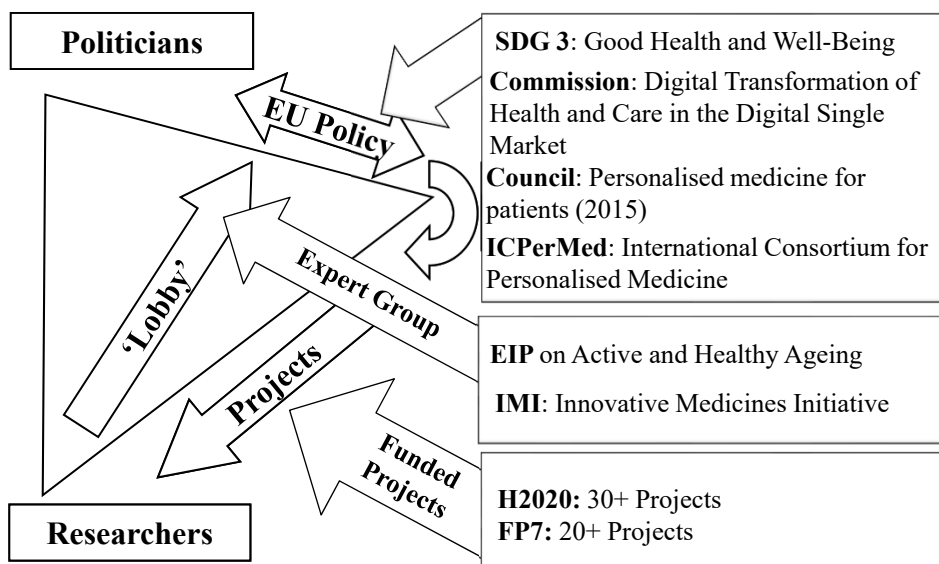 Politicians
EU Policy
'Lobby'
Expert Group
Projects
Funded
Projects
Researchers
SDG 3: Good Health and Well-Being
Commission: Digital Transformation of
Health and Care in the Digital Single
Market
Council: Personalised medicine for
patients (2015)
ICPerMed: International Consortium for
Personalised Medicine
EIP on Active and Healthy Ageing
IMI: Innovative Medicines Initiative
H2020: 30+ Projects
FP7: 20+ Projects